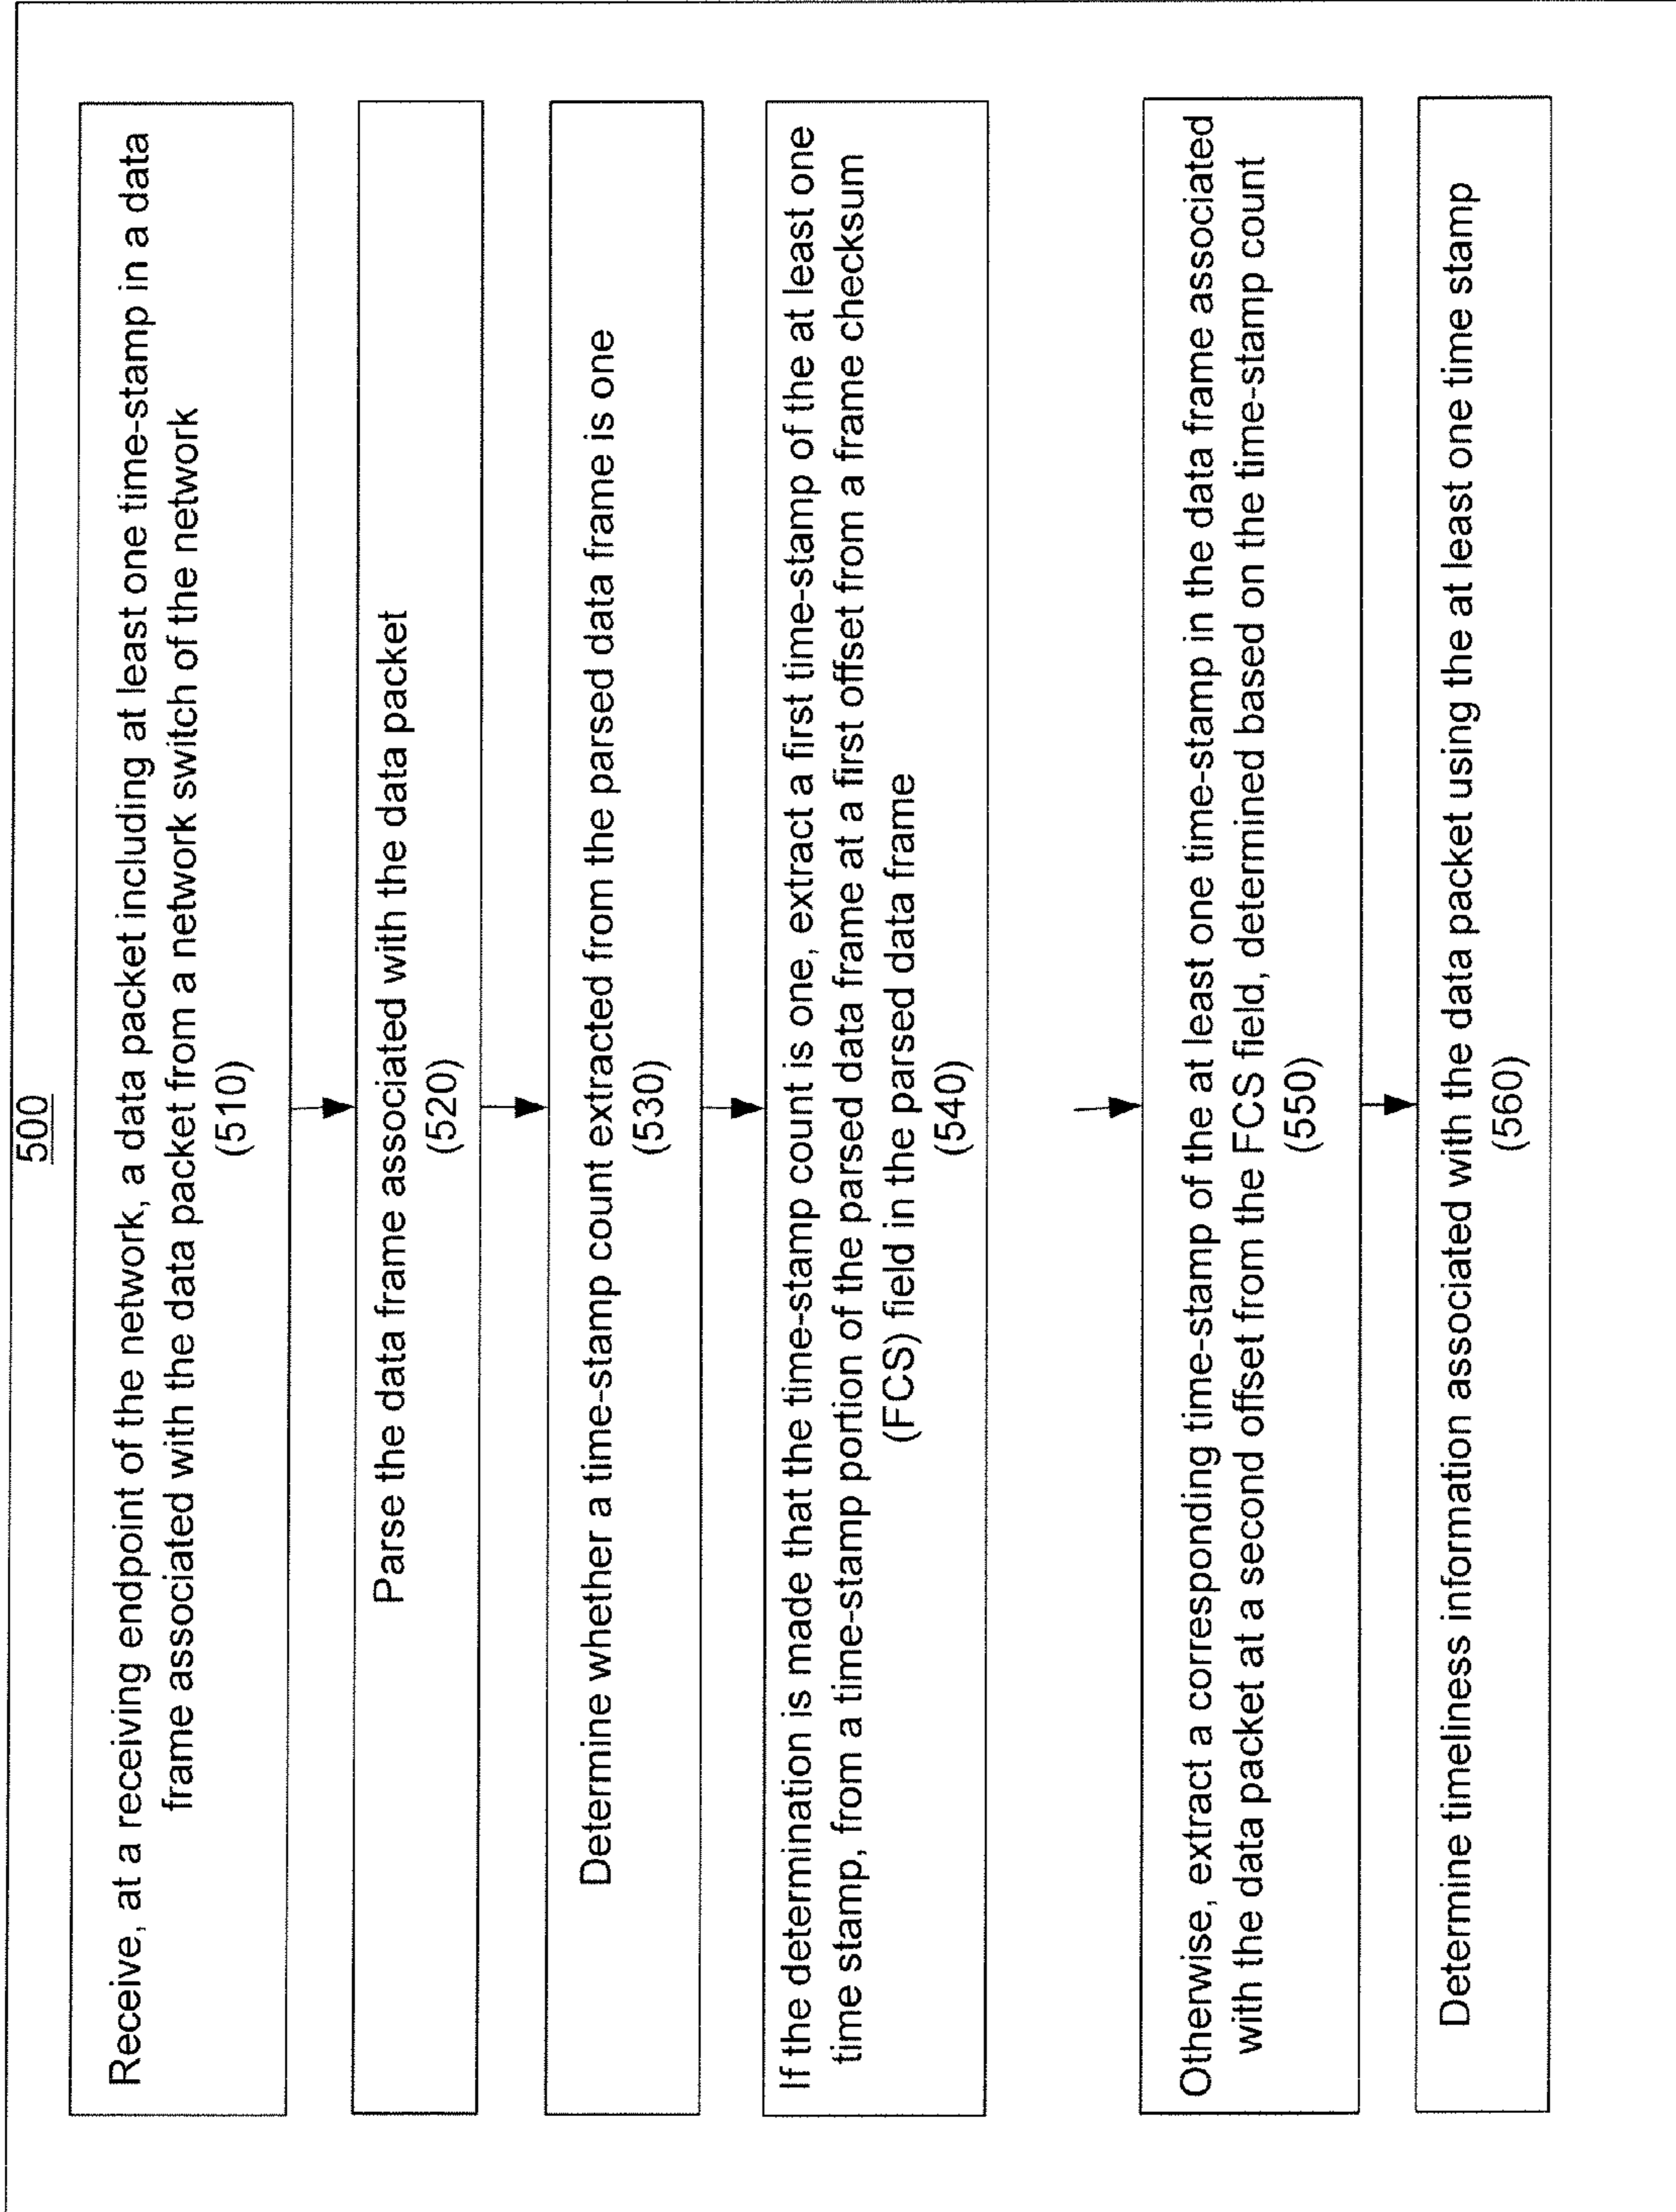 500
Receive, at a receiving endpoint of the network, a data packet including at least one time-stamp in a data
frame associated with the data packet from a network switch of the network
(510)
Parse the data frame associated with the data packet
(520)
Determine whether a time-stamp count extracted from the parsed data frame is one
(530)
If the determination is made that the time-stamp count is one, extract a first time-stamp of the at least one
time stamp, from a time-stamp portion of the parsed data frame at a first offset from a frame checksum
(FCS) field in the parsed data frame
(540)
Otherwise, extract a corresponding time-stamp of the at least one time-stamp in the data frame associated
with the data packet at a second offset from the FCS field, determined based on the time-stamp count
(550)
Determine timeliness information associated with the data packet using the at least one time stamp
(560)